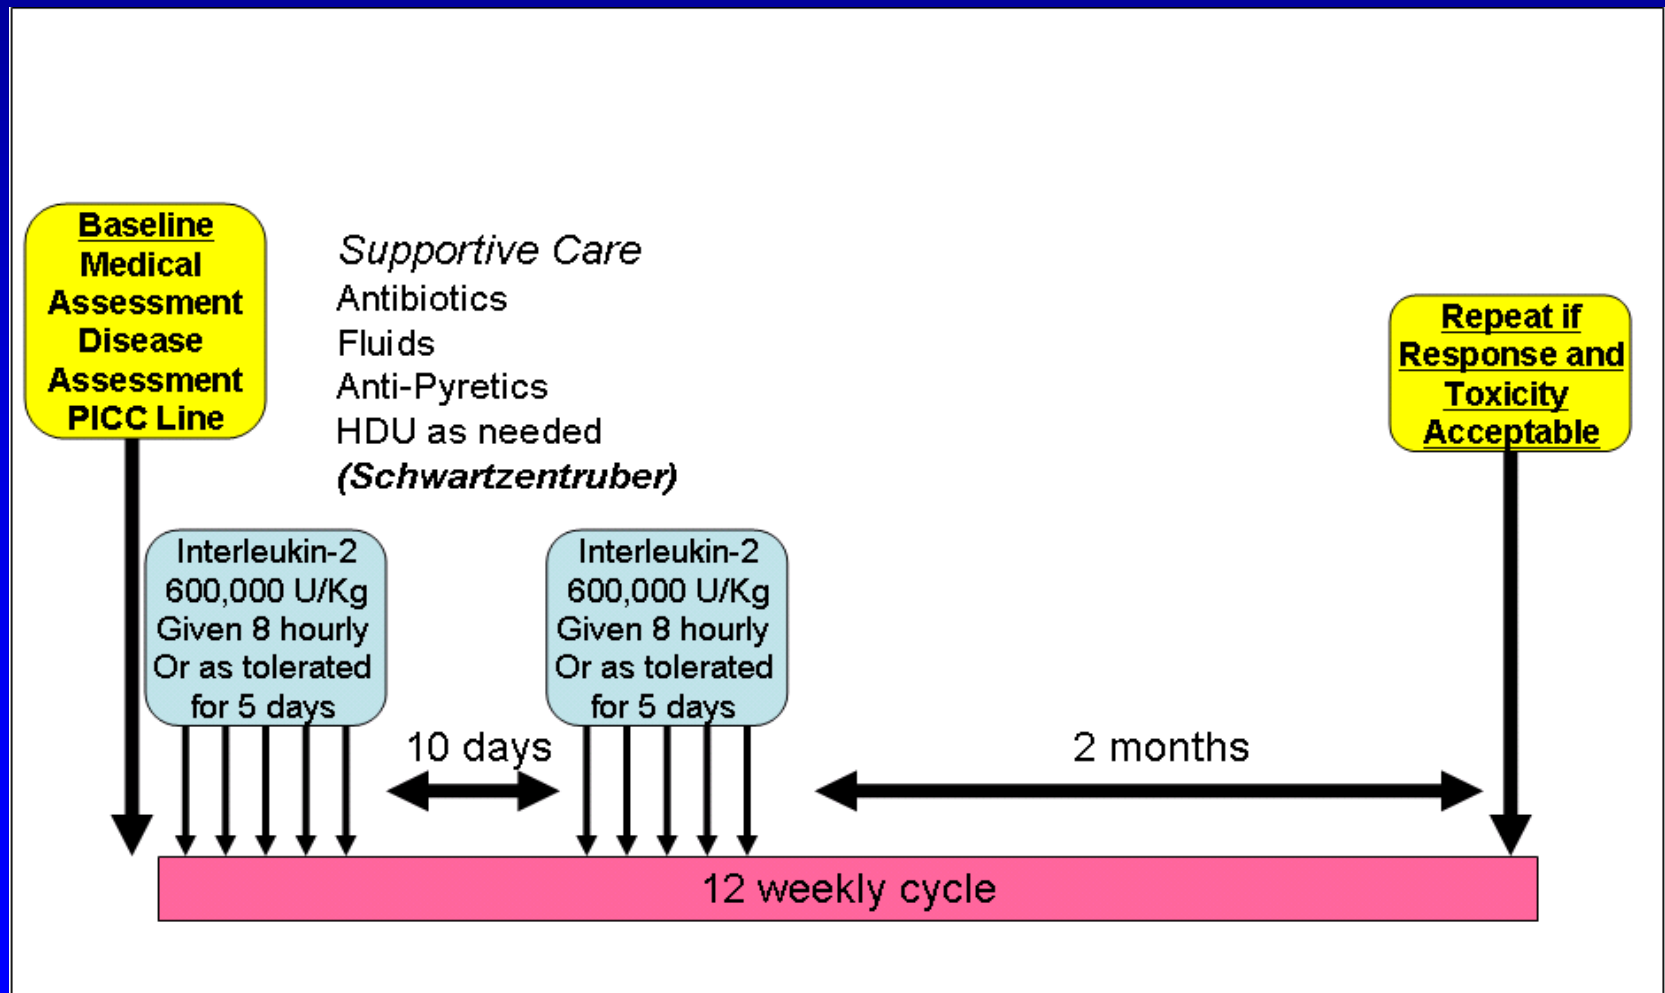 Baseline
Medical
Assessment
Disease
Assessment
PICC Line
Supportive Care
Antibiotics
Fluids
Anti-Pyretics
HDU as needed
(Schwartzentruber)
Repeat if
Response and
Toxicity
Acceptable
Interleukin-2
600,000 U/Kg
Given 8 hourly
Or as tolerated
for 5 days
10 days
Interleukin-2
600,000 U/Kg
Given 8 hourly
Or as tolerated
for 5 days
2 months
12 weekly cycle